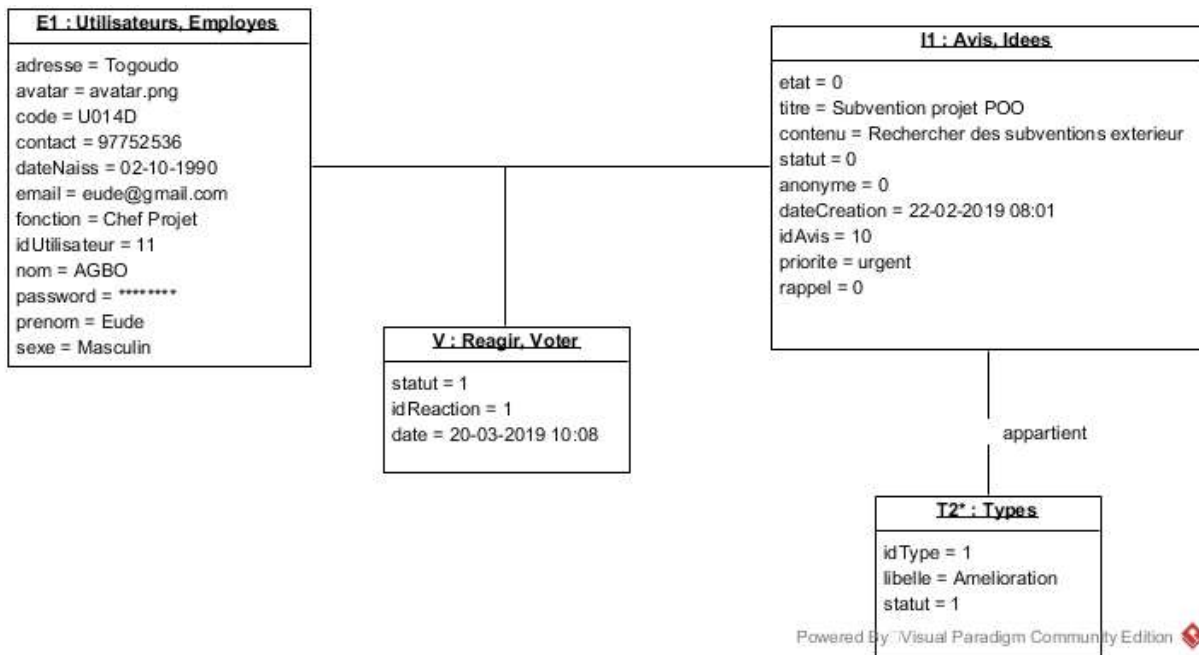 E1 : Utilisateurs, Employes
adresse = Togoudo
avatar = avatar.png
code = U014D
contact = 97752536
dateNaiss = 02-10-1990
email = eude@gmail.com
fonction = Chef Projet
idUtilisateur = 11
nom = AGBO
password = ********
prenom = Eude
sexe = Masculin
I1 : Avis, Idees
etat = 0
titre = Subvention projet POO
contenu = Rechercher des subventions exterieur
statut = 0
anonyme = 0
dateCreation = 22-02-2019 08:01
idAvis = 10
priorite = urgent
rappel = 0
V : Reagir, Voter
statut = 1
idReaction = 1
date = 20-03-2019 10:08
appartient
T2* : Types
idType = 1
libelle = Amelioration
statut = 1
Powered By Visual Paradigm Community Edition